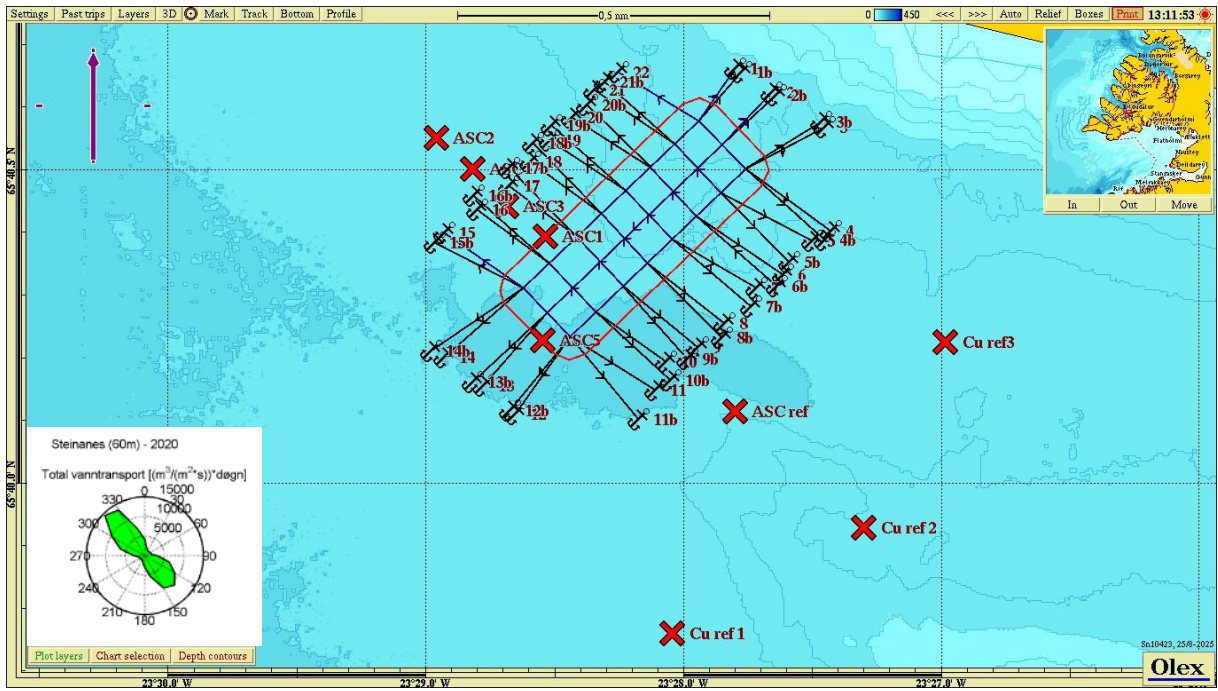 Settings Past trips Layers 3D Mark Track Bottom Profile 0,5 nm 0 450 <<< >>> Auto Relief Boxes Print 13:11:53
In Out Move
65°40.5' N
65°40.0' N
1
1b
2b
3b
4
4b
5
5b
6
6b
7b
8
8b
9b
10
10b
11
11b
12b
13b
14b
14
15
15b
16b
16
17b
17
18
19b
20
20b
21b
22
ASC2
ASC3
ASC1
ASC5
ASC ref
Cu ref3
Cu ref 2
Cu ref 1
Steinanes (60m) - 2020
Total vanntransport [(m³/(m²*s))*døgn]
0
30
60
90
120
150
180
210
240
270
300
330
15000
10000
5000
Plot layers Chart selection Depth contours
Sn10423, 25/8-2025
Olex
23°30.0' W 23°29.0' W 23°28.0' W 23°27.0' W